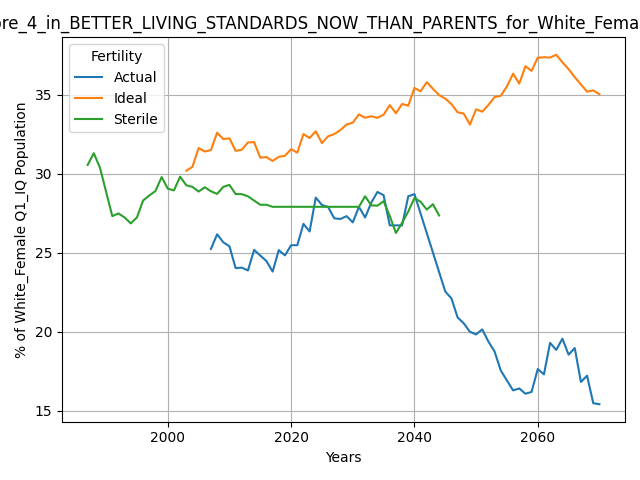 ore_4_in_BETTER_LIVING_STANDARDS_NOW_THAN_PARENTS_for_White_Fema
Fertility
Actual
Ideal
Sterile
% of White_Female Q1_IQ Population
35
30
25
20
15
2000
2020
2040
2060
Years